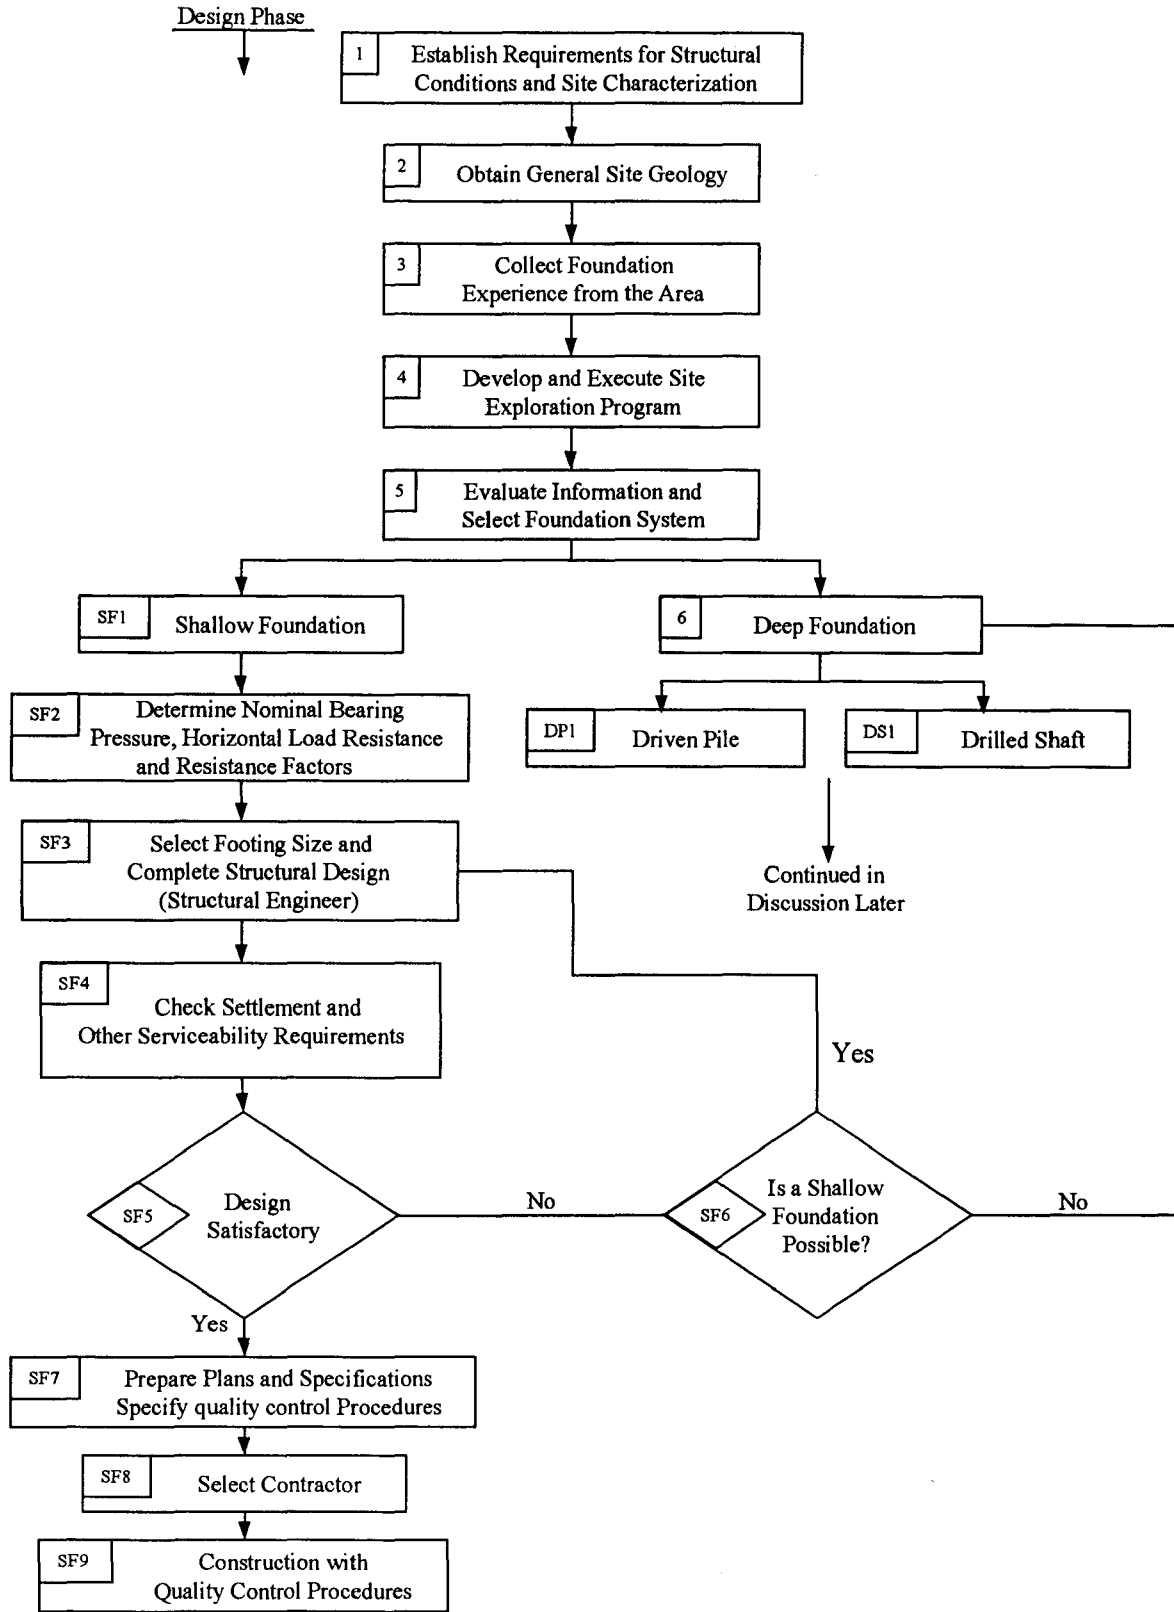 Design Phase
1
Establish Requirements for Structural
Conditions and Site Characterization
2
Obtain General Site Geology
3
Collect Foundation
Experience from the Area
4
Develop and Execute Site
Exploration Program
5
Evaluate Information and
Select Foundation System
SF1
Shallow Foundation
6
Deep Foundation
SF2
Determine Nominal Bearing
Pressure, Horizontal Load Resistance
and Resistance Factors
DP1
Driven Pile
DS1
Drilled Shaft
SF3
Select Footing Size and
Complete Structural Design
(Structural Engineer)
Continued in
Discussion Later
SF4
Check Settlement and
Other Serviceability Requirements
Yes
SF5
Design
Satisfactory
No
SF6
Is a Shallow
Foundation
Possible?
No
Yes
SF7
Prepare Plans and Specifications
Specify quality control Procedures
SF8
Select Contractor
SF9
Construction with
Quality Control Procedures